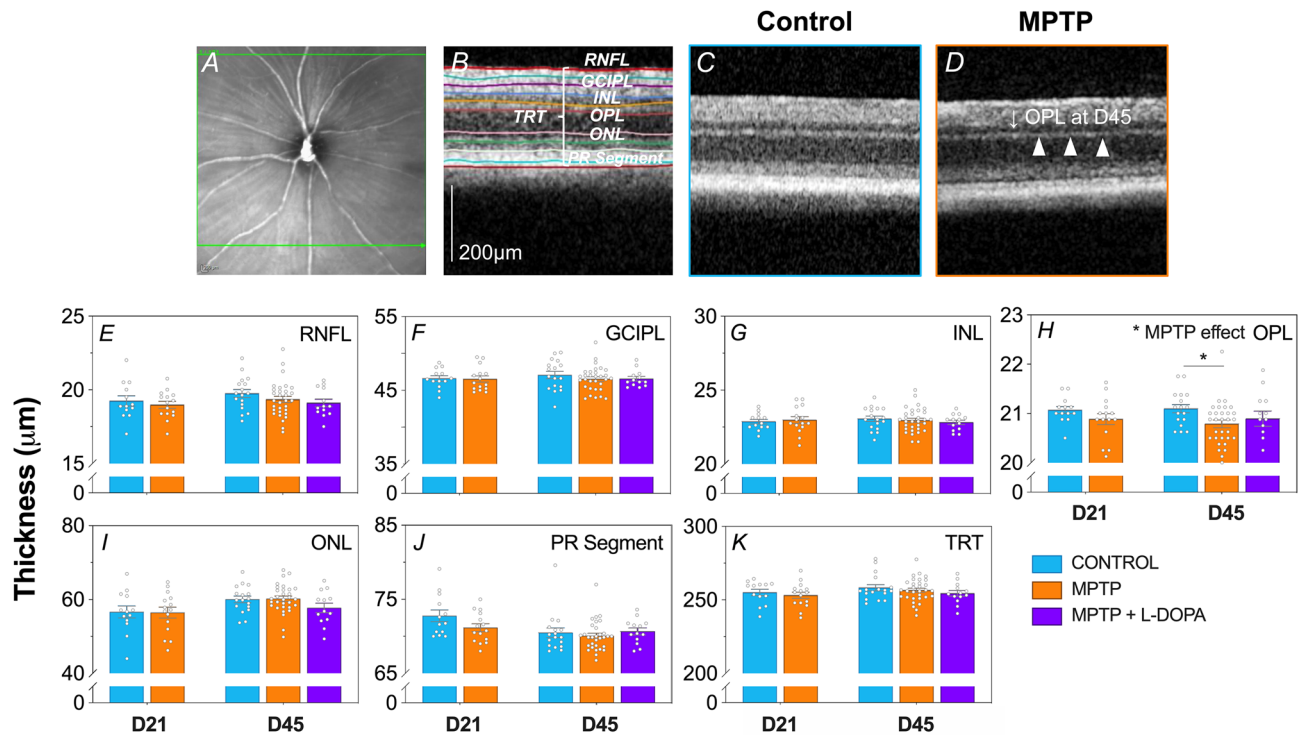 Control
MPTP
A
B
RNFL
GCIPL
INL
TRT
OPL
ONL
PR Segment
200μm
C
D
↓ OPL at D45
Thickness (μm)
E
RNFL
25
20
15
0
F
GCIPL
55
45
35
0
G
INL
30
25
20
0
H
* MPTP effect
OPL
*
23
22
21
20
0
D21
D45
I
ONL
80
60
40
0
D21
D45
J
PR Segment
85
75
65
0
D21
D45
K
TRT
300
250
200
0
D21
D45
CONTROL
MPTP
MPTP + L-DOPA